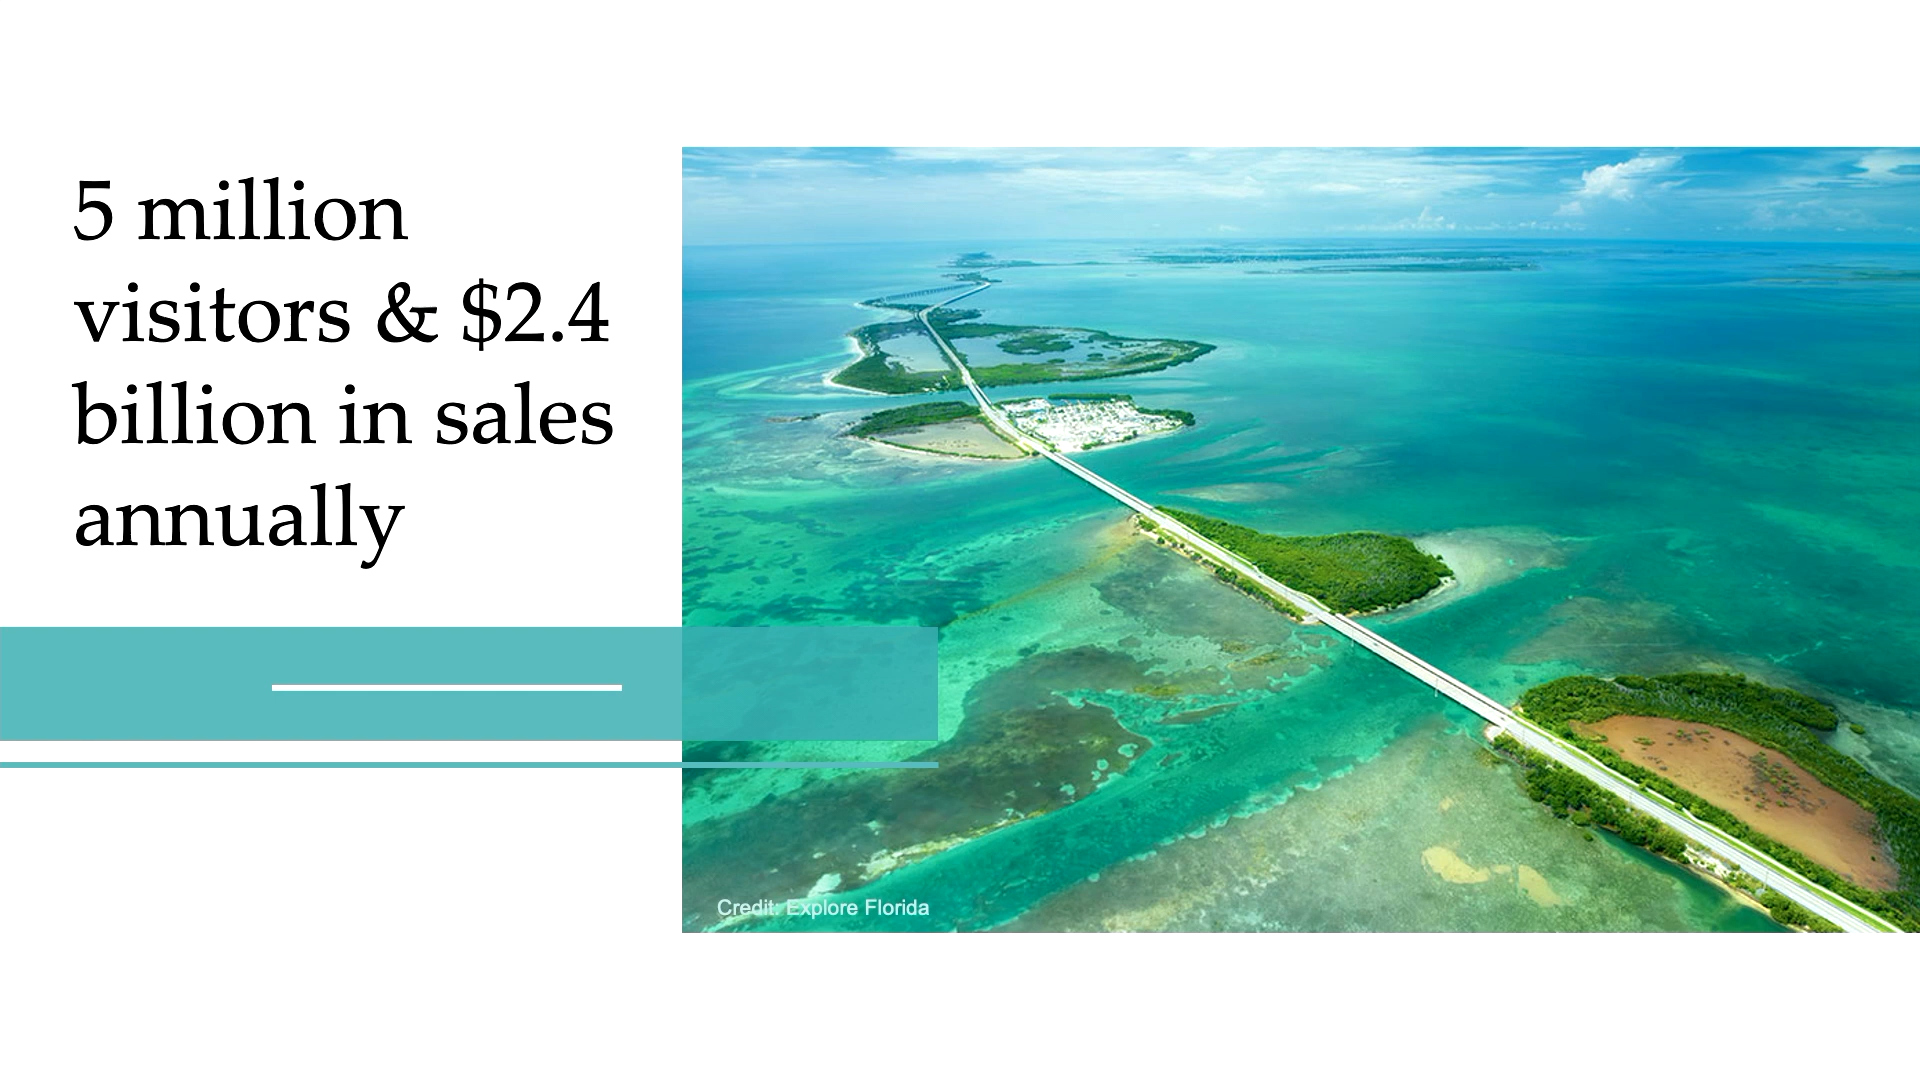 5 million
visitors & $2.4
billion in sales
annually
Credit: Explore Florida